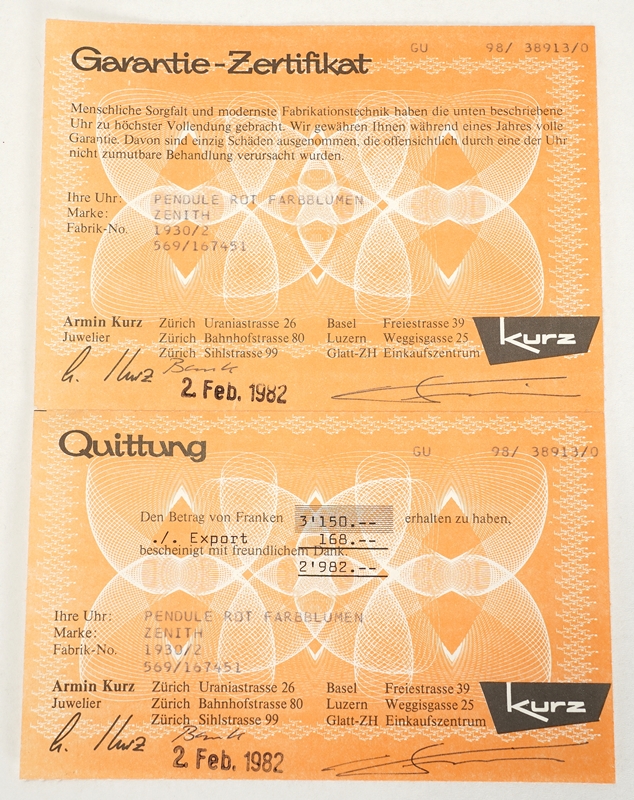 GU 98/ 38913/0
Garantie-Zertifikat
Menschliche Sorgfalt und modernste Fabrikationstechnik haben die unten beschriebene
Uhr zu höchster Vollendung gebracht. Wir gewähren Ihnen während eines Jahres volle
Garantie. Davon sind einzig Schäden ausgenommen, die offensichtlich durch eine der Uhr
nicht zumutbare Behandlung verursacht wurden.
Ihre Uhr: PENDULE ROT FARBBLUMEN
Marke: ZENITH
Fabrik-No. 1930/2
569/167451
Armin Kurz Zürich Uraniastrasse 26 Basel Freiestrasse 39
Juwelier Zürich Bahnhofstrasse 80 Luzern Weggisgasse 25
Zürich Sihlstrasse 99 Glatt-ZH Einkaufszentrum
kurz
A. Kurz
2. Feb. 1982
Quittung
GU 98/ 38913/0
Den Betrag von Franken 3'150.-- erhalten zu haben,
./. Export 168.--
bescheinigt mit freundlichem Dank.
2'982.--
Ihre Uhr: PENDULE ROT FARBBLUMEN
Marke: ZENITH
Fabrik-No. 1930/2
569/167451
Armin Kurz Zürich Uraniastrasse 26 Basel Freiestrasse 39
Juwelier Zürich Bahnhofstrasse 80 Luzern Weggisgasse 25
Zürich Sihlstrasse 99 Glatt-ZH Einkaufszentrum
kurz
A. Kurz
2. Feb. 1982